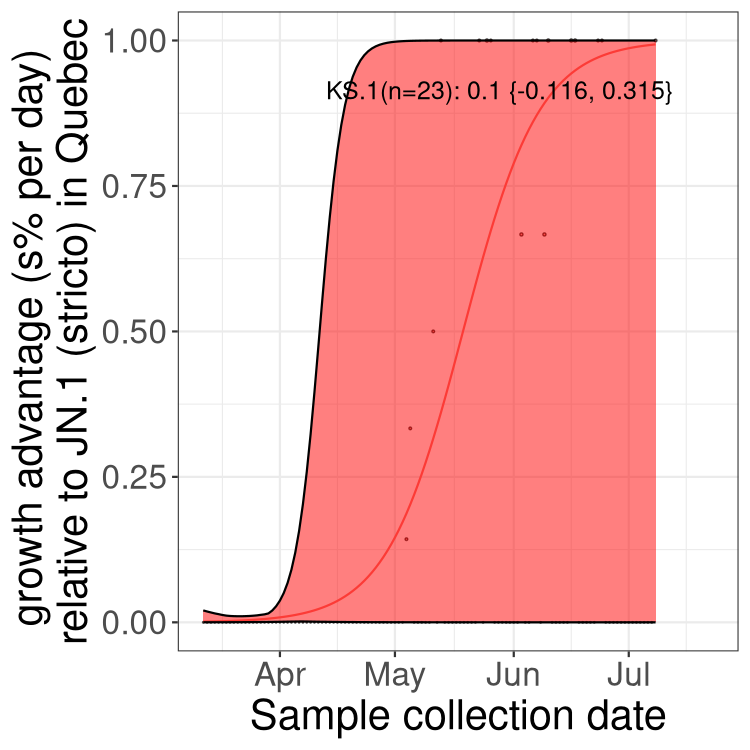 growth advantage (s% per day)
relative to JN.1 (stricto) in Quebec
1.00
0.75
0.50
0.25
0.00
KS.1(n=23): 0.1 {-0.116, 0.315}
Apr May Jun Jul
Sample collection date